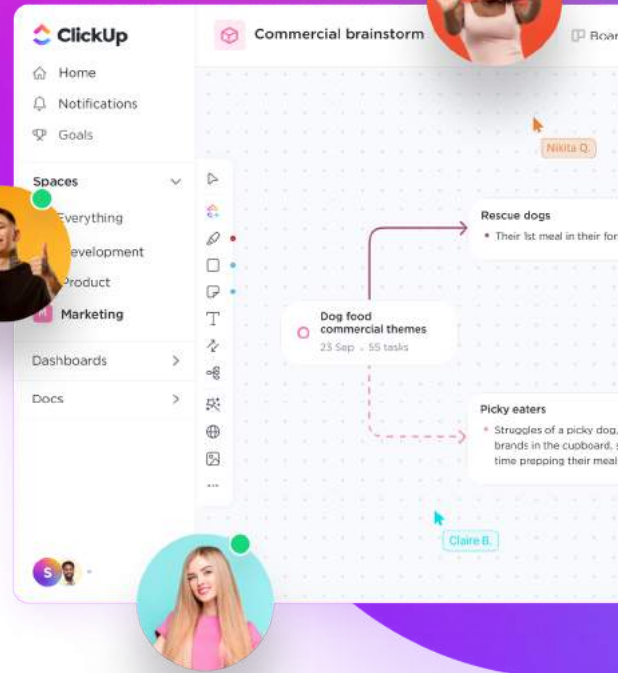 ClickUp
Commercial brainstorm
Home
Notifications
Goals
Nikita Q.
Spaces
Everything
Rescue dogs
Their 1st meal in their
Product
Marketing
Dog food
commercial themes
23 Sep . 55 tasks
Dashboards
Docs
Picky eaters
Struggles of a picky dog,
brands in the cupboard,
time prepping their meal
Claire B.
S